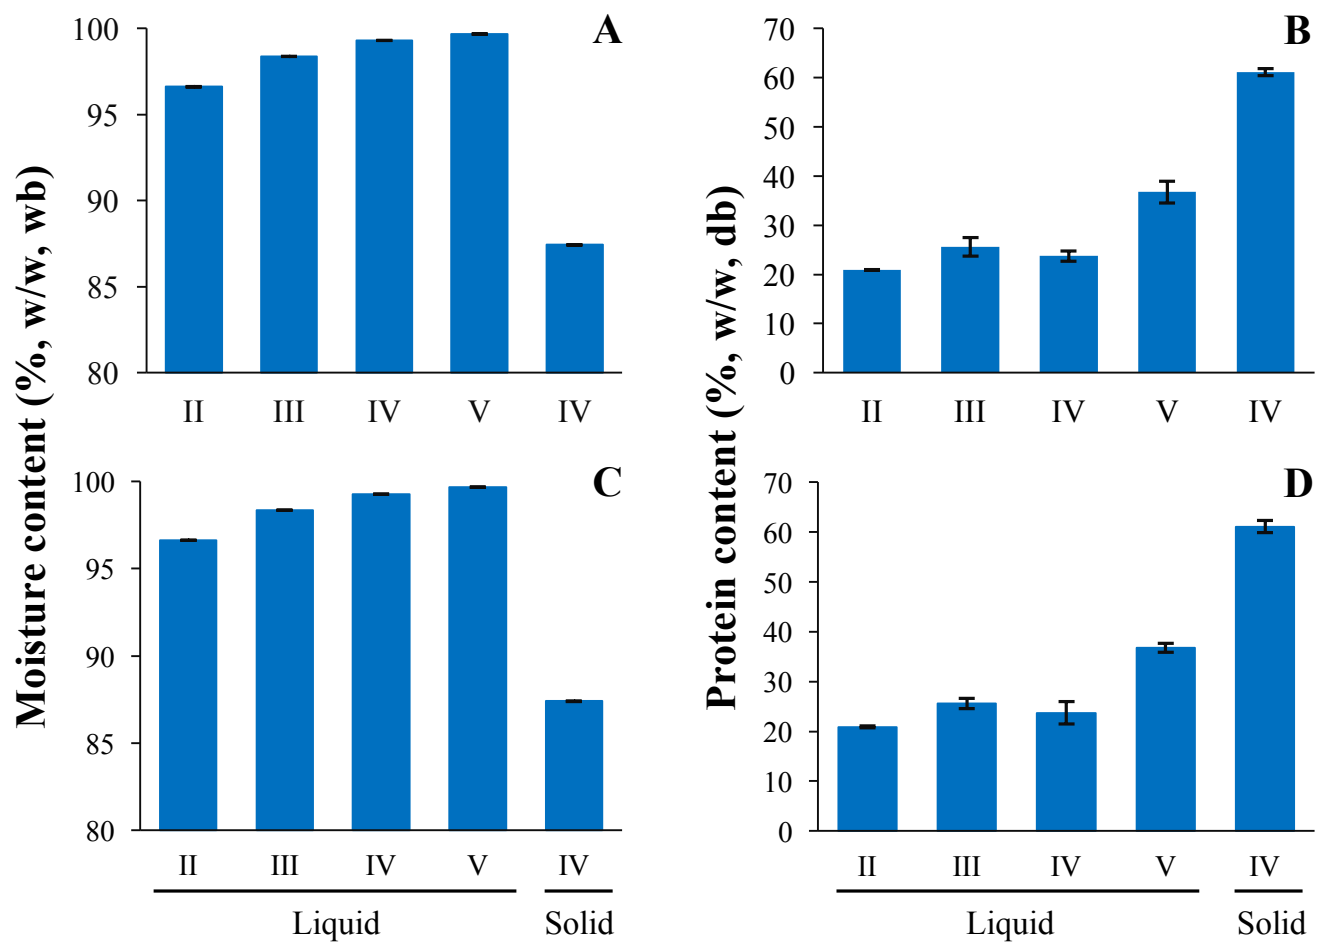 Moisture content (%, w/w, wb)
Protein content (%, w/w, db)
A
100
95
90
85
80
II III IV V IV
B
70
60
50
40
30
20
10
0
II III IV V IV
C
100
95
90
85
80
II III IV V IV
Liquid Solid
D
70
60
50
40
30
20
10
0
II III IV V IV
Liquid Solid